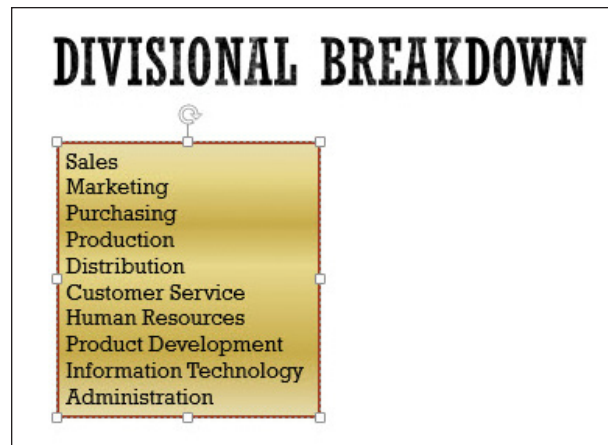 DIVISIONAL BREAKDOWN
Sales
Marketing
Purchasing
Production
Distribution
Customer Service
Human Resources
Product Development
Information Technology
Administration